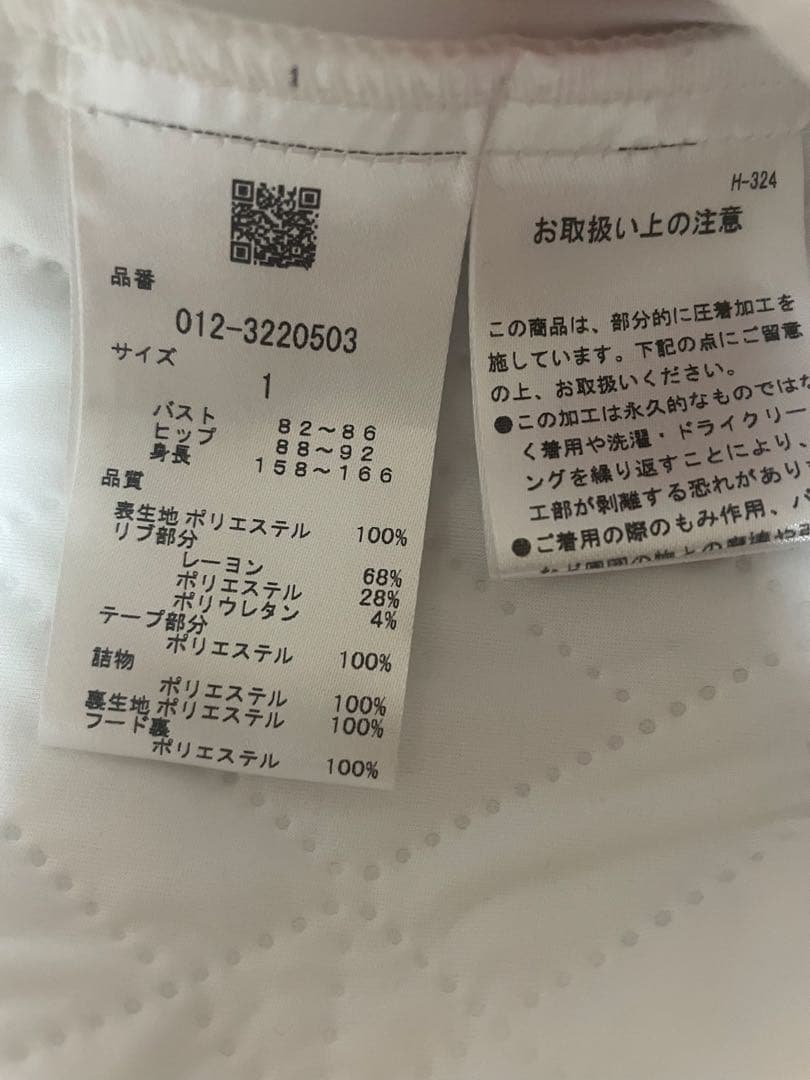 1
品番
012-3220503
サイズ
1
バスト 82～86
ヒップ 88～92
身長 158～166
品質
表生地 ポリエステル 100%
リブ部分
レーヨン 68%
ポリエステル 28%
ポリウレタン 4%
テープ部分
ポリエステル 100%
詰物
ポリエステル 100%
裏生地 ポリエステル 100%
フード裏
ポリエステル 100%
H-324
お取扱い上の注意
この商品は、部分的に圧着加工を
施しています。下記の点にご留意
の上、お取扱いください。
●この加工は永久的なものではな
く着用や洗濯・ドライクリー
ングを繰り返すことにより、
工部が剥離する恐れがあります
●ご着用の際のもみ作用、バ